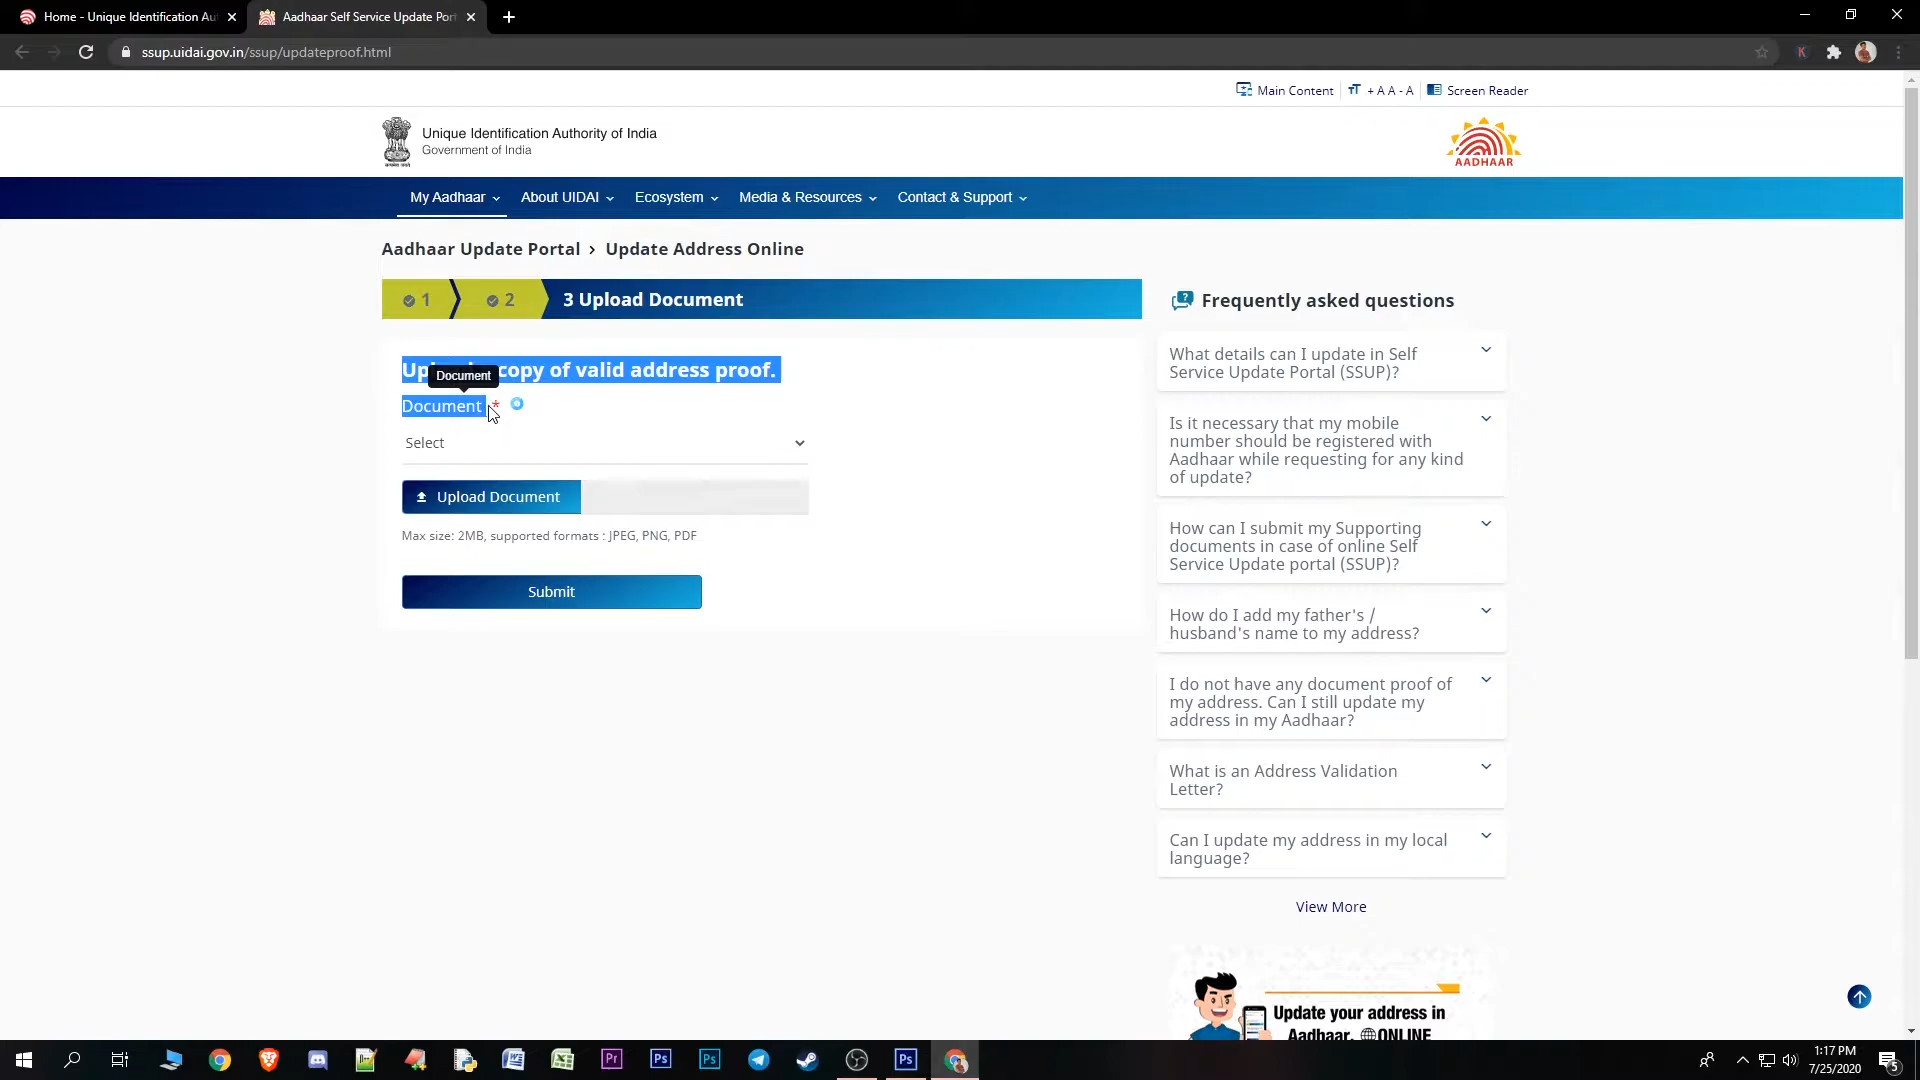 Home - Unique Identification Au
Aadhaar Self Service Update Port
ssup.uidai.gov.in/ssup/updateproof.html
K
Main Content
+ A A - A
Screen Reader
Unique Identification Authority of India
Government of India
AADHAAR
My Aadhaar
About UIDAI
Ecosystem
Media & Resources
Contact & Support
Aadhaar Update Portal › Update Address Online
1
2
3 Upload Document
copy of valid address proof.
Document
Document *
Select
Upload Document
Max size: 2MB, supported formats : JPEG, PNG, PDF
Submit
Frequently asked questions
What details can I update in Self
Service Update Portal (SSUP)?
Is it necessary that my mobile
number should be registered with
Aadhaar while requesting for any kind
of update?
How can I submit my Supporting
documents in case of online Self
Service Update portal (SSUP)?
How do I add my father's /
husband's name to my address?
I do not have any document proof of
my address. Can I still update my
address in my Aadhaar?
What is an Address Validation
Letter?
Can I update my address in my local
language?
View More
Update your address in
Aadhaar, ONLINE
Pr
Ps
Ps
Ps
1:17 PM
7/25/2020
5